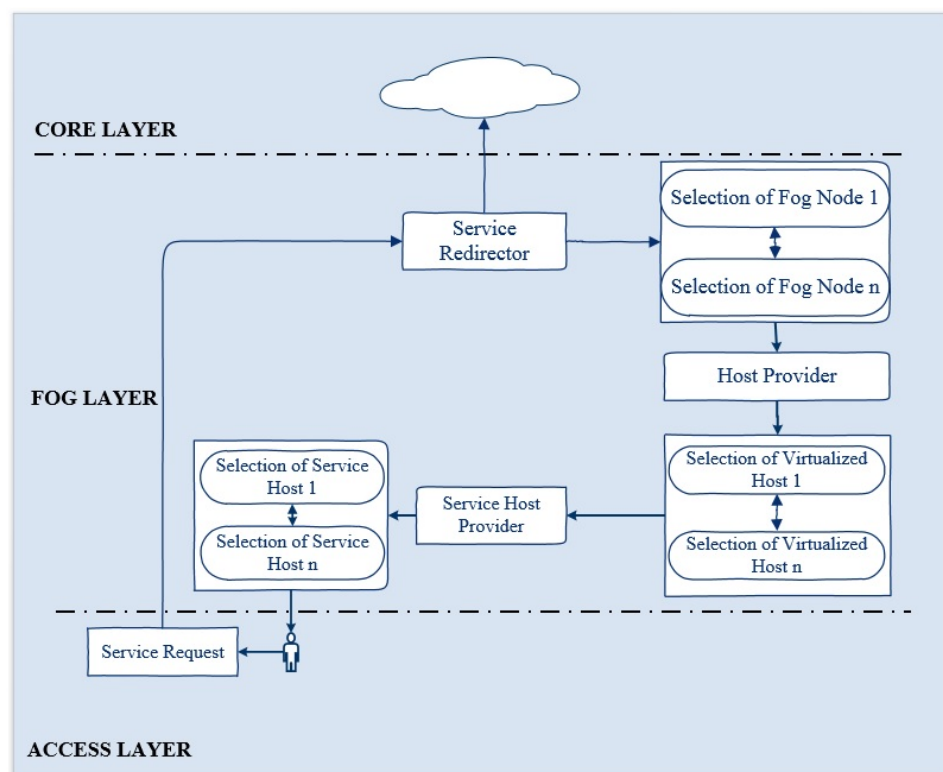 CORE LAYER
Selection of Fog Node 1
Service
Redirector
Selection of Fog Node n
Host Provider
FOG LAYER
Selection of Service
Host 1
Selection of Virtualized
Host 1
Service Host
Provider
Selection of Service
Host n
Selection of Virtualized
Host n
Service Request
ACCESS LAYER